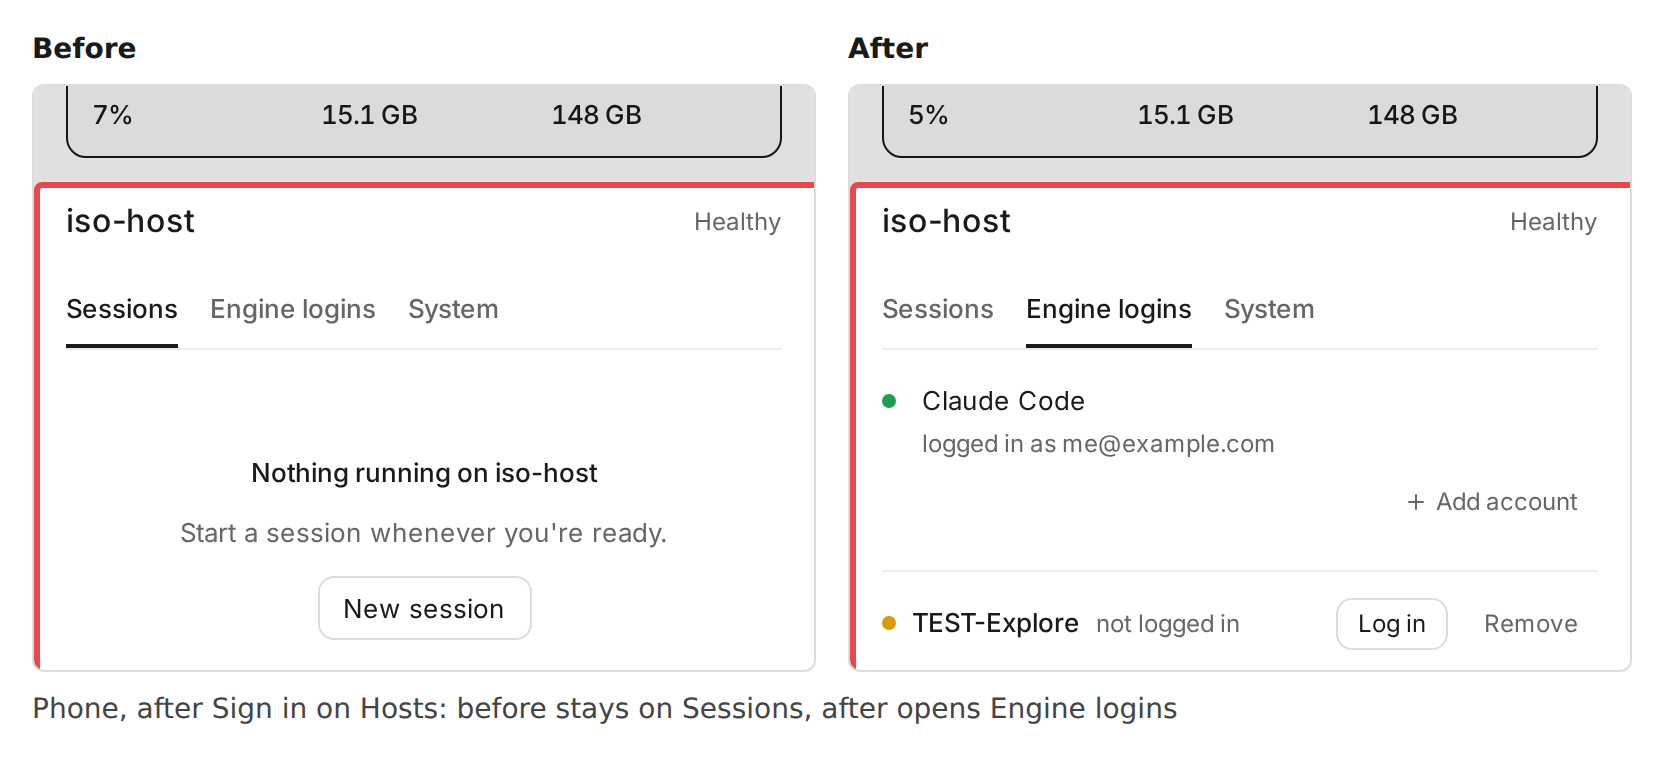 Before
7% 15.1 GB 148 GB
iso-host Healthy
Sessions Engine logins System
Nothing running on iso-host
Start a session whenever you're ready.
New session
After
5% 15.1 GB 148 GB
iso-host Healthy
Sessions Engine logins System
Claude Code
logged in as me@example.com
+ Add account
TEST-Explore not logged in Log in Remove
Phone, after Sign in on Hosts: before stays on Sessions, after opens Engine logins